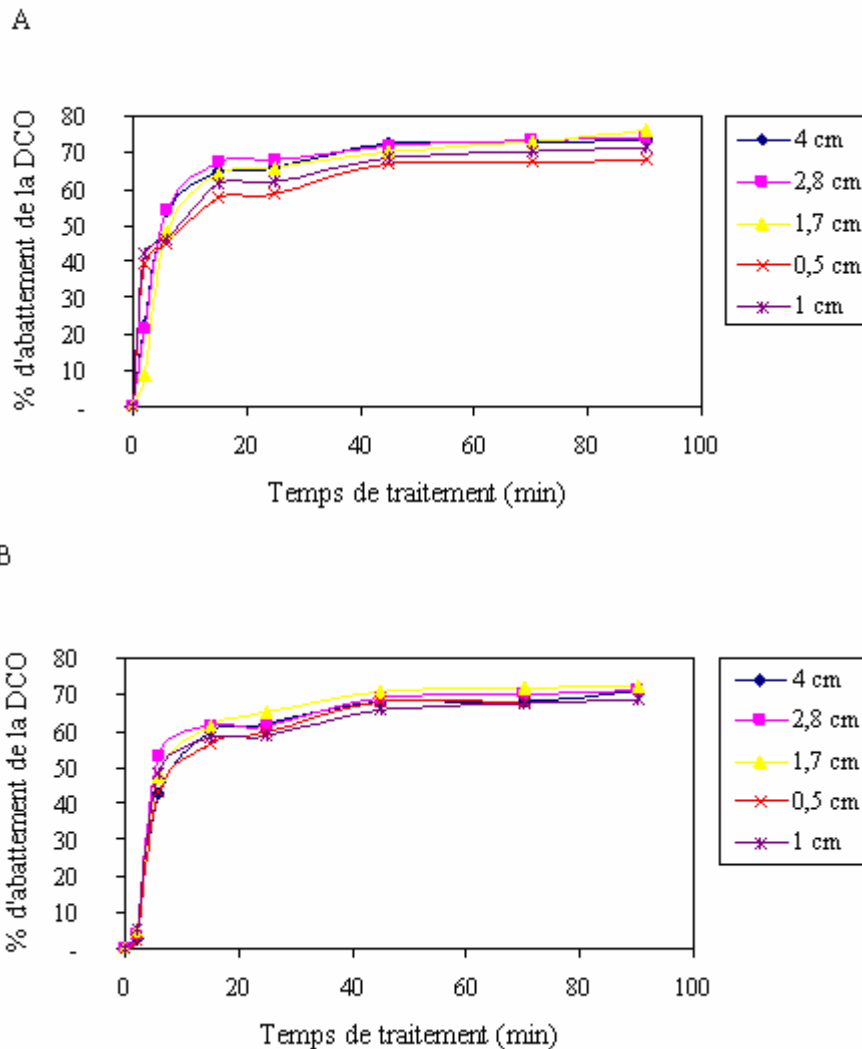 A
% d'abattement de la DCO
80
70
60
50
40
30
20
10
-
0 20 40 60 80 100
Temps de traitement (min)
4 cm
2,8 cm
1,7 cm
0,5 cm
1 cm
B
% d'abattement de la DCO
80
70
60
50
40
30
20
10
-
0 20 40 60 80 100
Temps de traitement (min)
4 cm
2,8 cm
1,7 cm
0,5 cm
1 cm